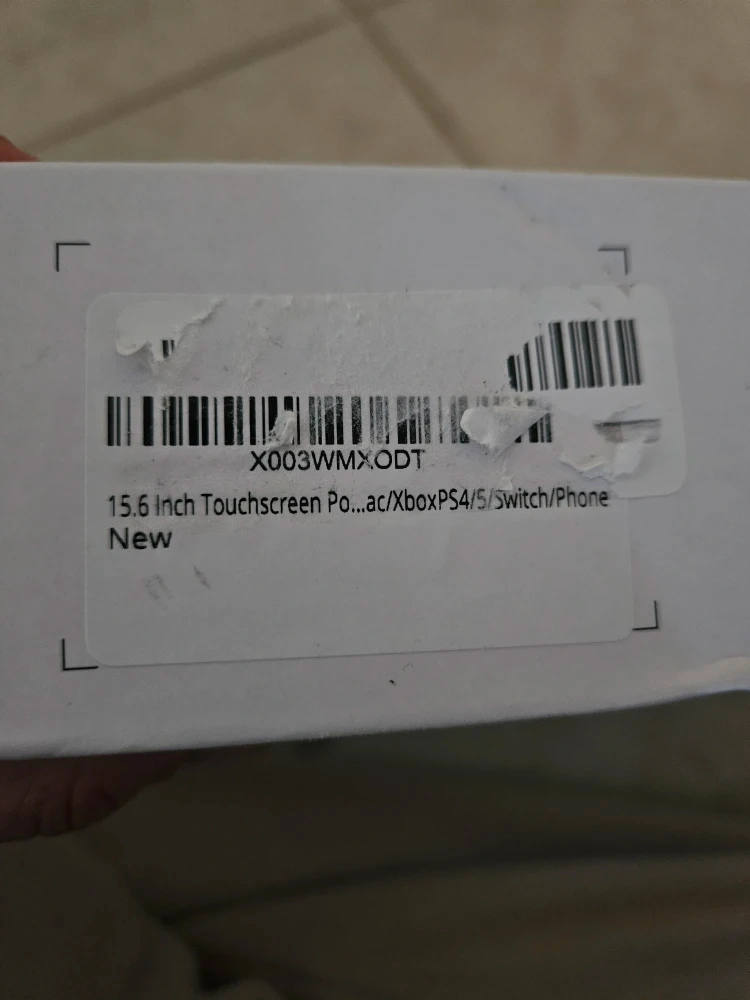 X003WMXODT
15.6 Inch Touchscreen Po...ac/XboxPS4/5/Switch/Phone
New